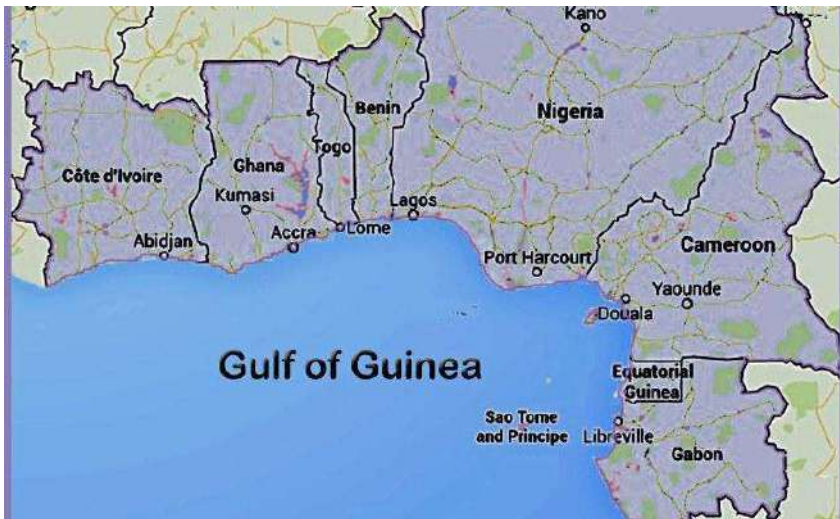 Kano
Benin
Nigeria
Togo
Ghana
Côte d'Ivoire
Kumasi
Lagos
Lome
Accra
Abidjan
Cameroon
Port Harcourt
Yaounde
Douala
Gulf of Guinea
Equatorial
Guinea
Sao Tome
and Principe
Libreville
Gabon